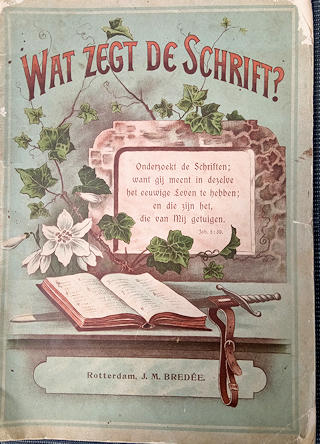 WAT ZEGT DE SCHRIFT?
Onderzoekt de Schriften;
want gij meent in dezelve
het eeuwige Leven te hebben;
en die zijn het,
die van Mij getuigen.
Joh. 5:39.
Rotterdam, J. M. BREDÉE.